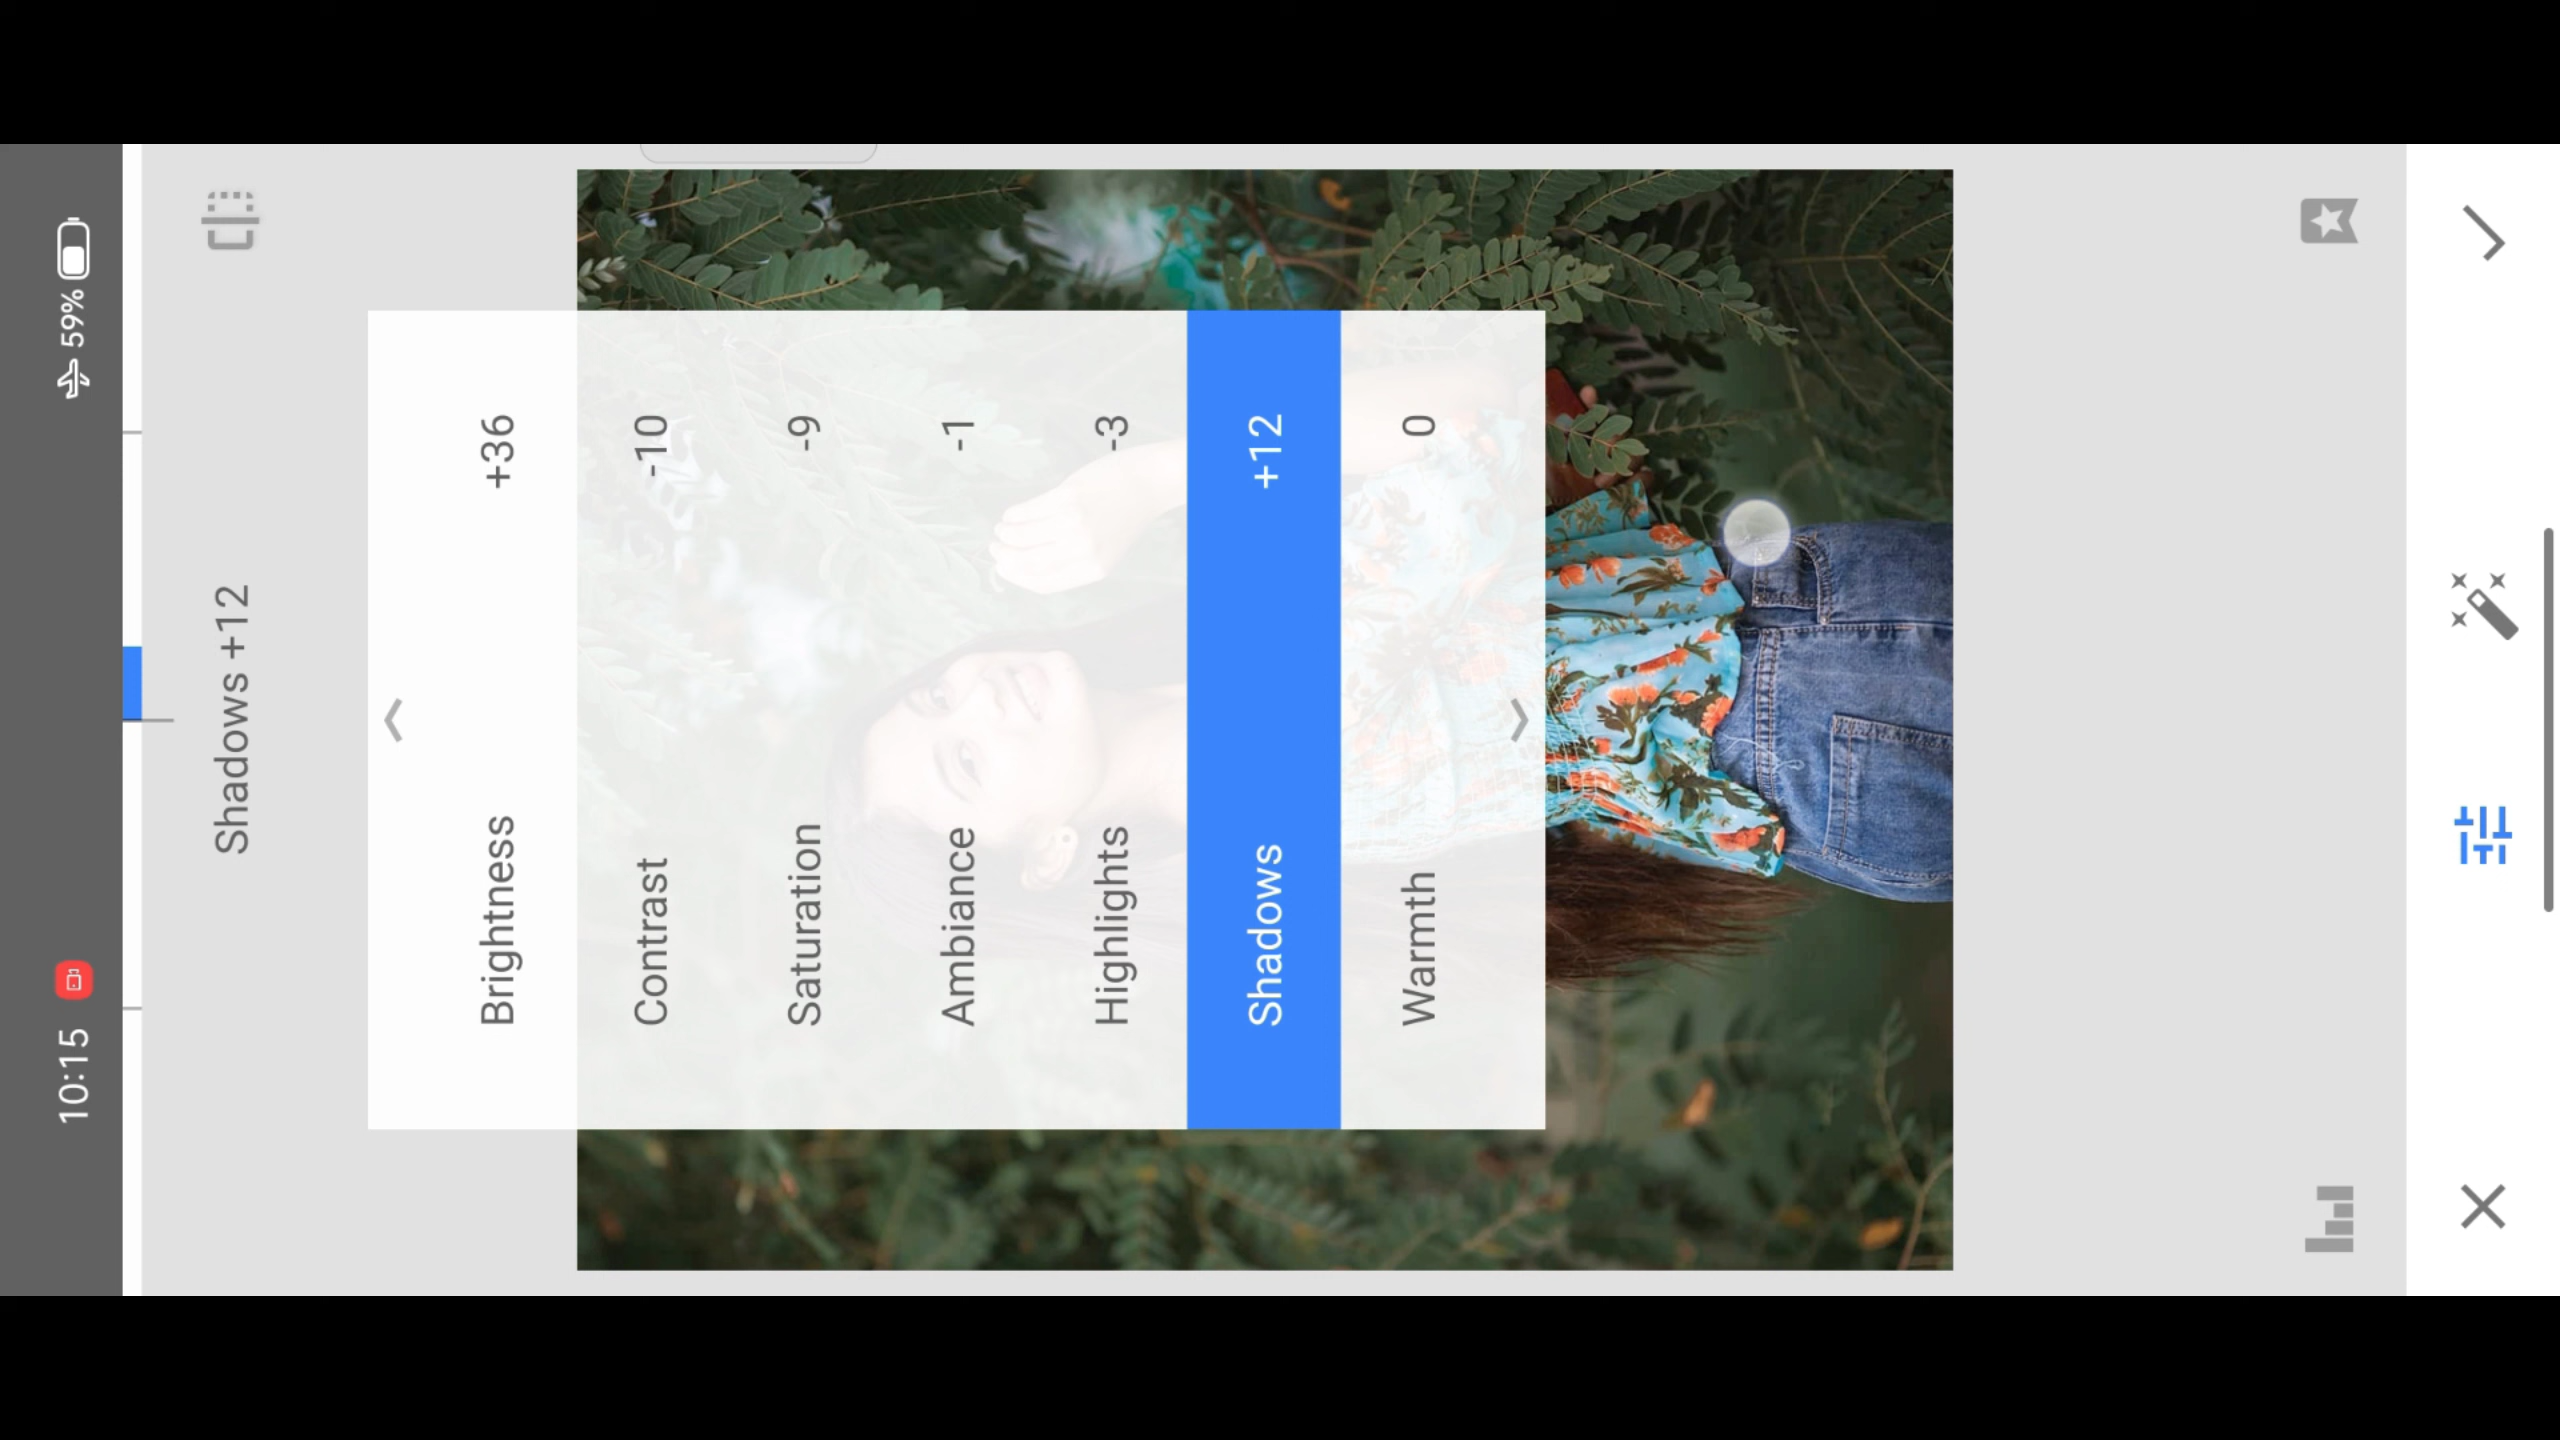 10:15
59%
Shadows +12
Brightness +36
Contrast -10
Saturation -9
Ambiance -1
Highlights -3
Shadows +12
Warmth 0